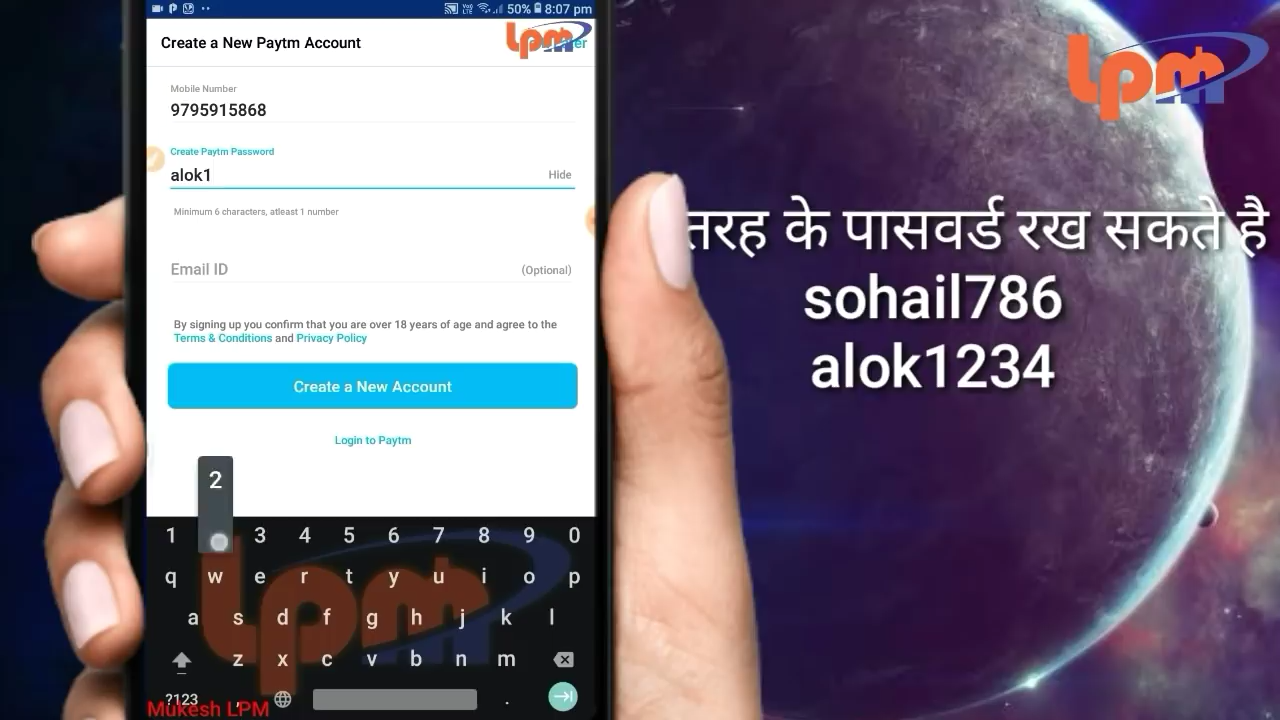 50% 8:07 pm
Create a New Paytm Account
lpm
lpm
Mobile Number
9795915868
Create Paytm Password
alok1
Hide
Minimum 6 characters, atleast 1 number
Email ID
(Optional)
By signing up you confirm that you are over 18 years of age and agree to the
Terms & Conditions and Privacy Policy
Create a New Account
Login to Paytm
तरह के पासवर्ड रख सकते है
sohail786
alok1234
2
1 3 4 5 6 7 8 9 0
q w e r t y u i o p
a s d f g h j k l
z x c v b n m
?123 , .
lpm
Mukesh LPM